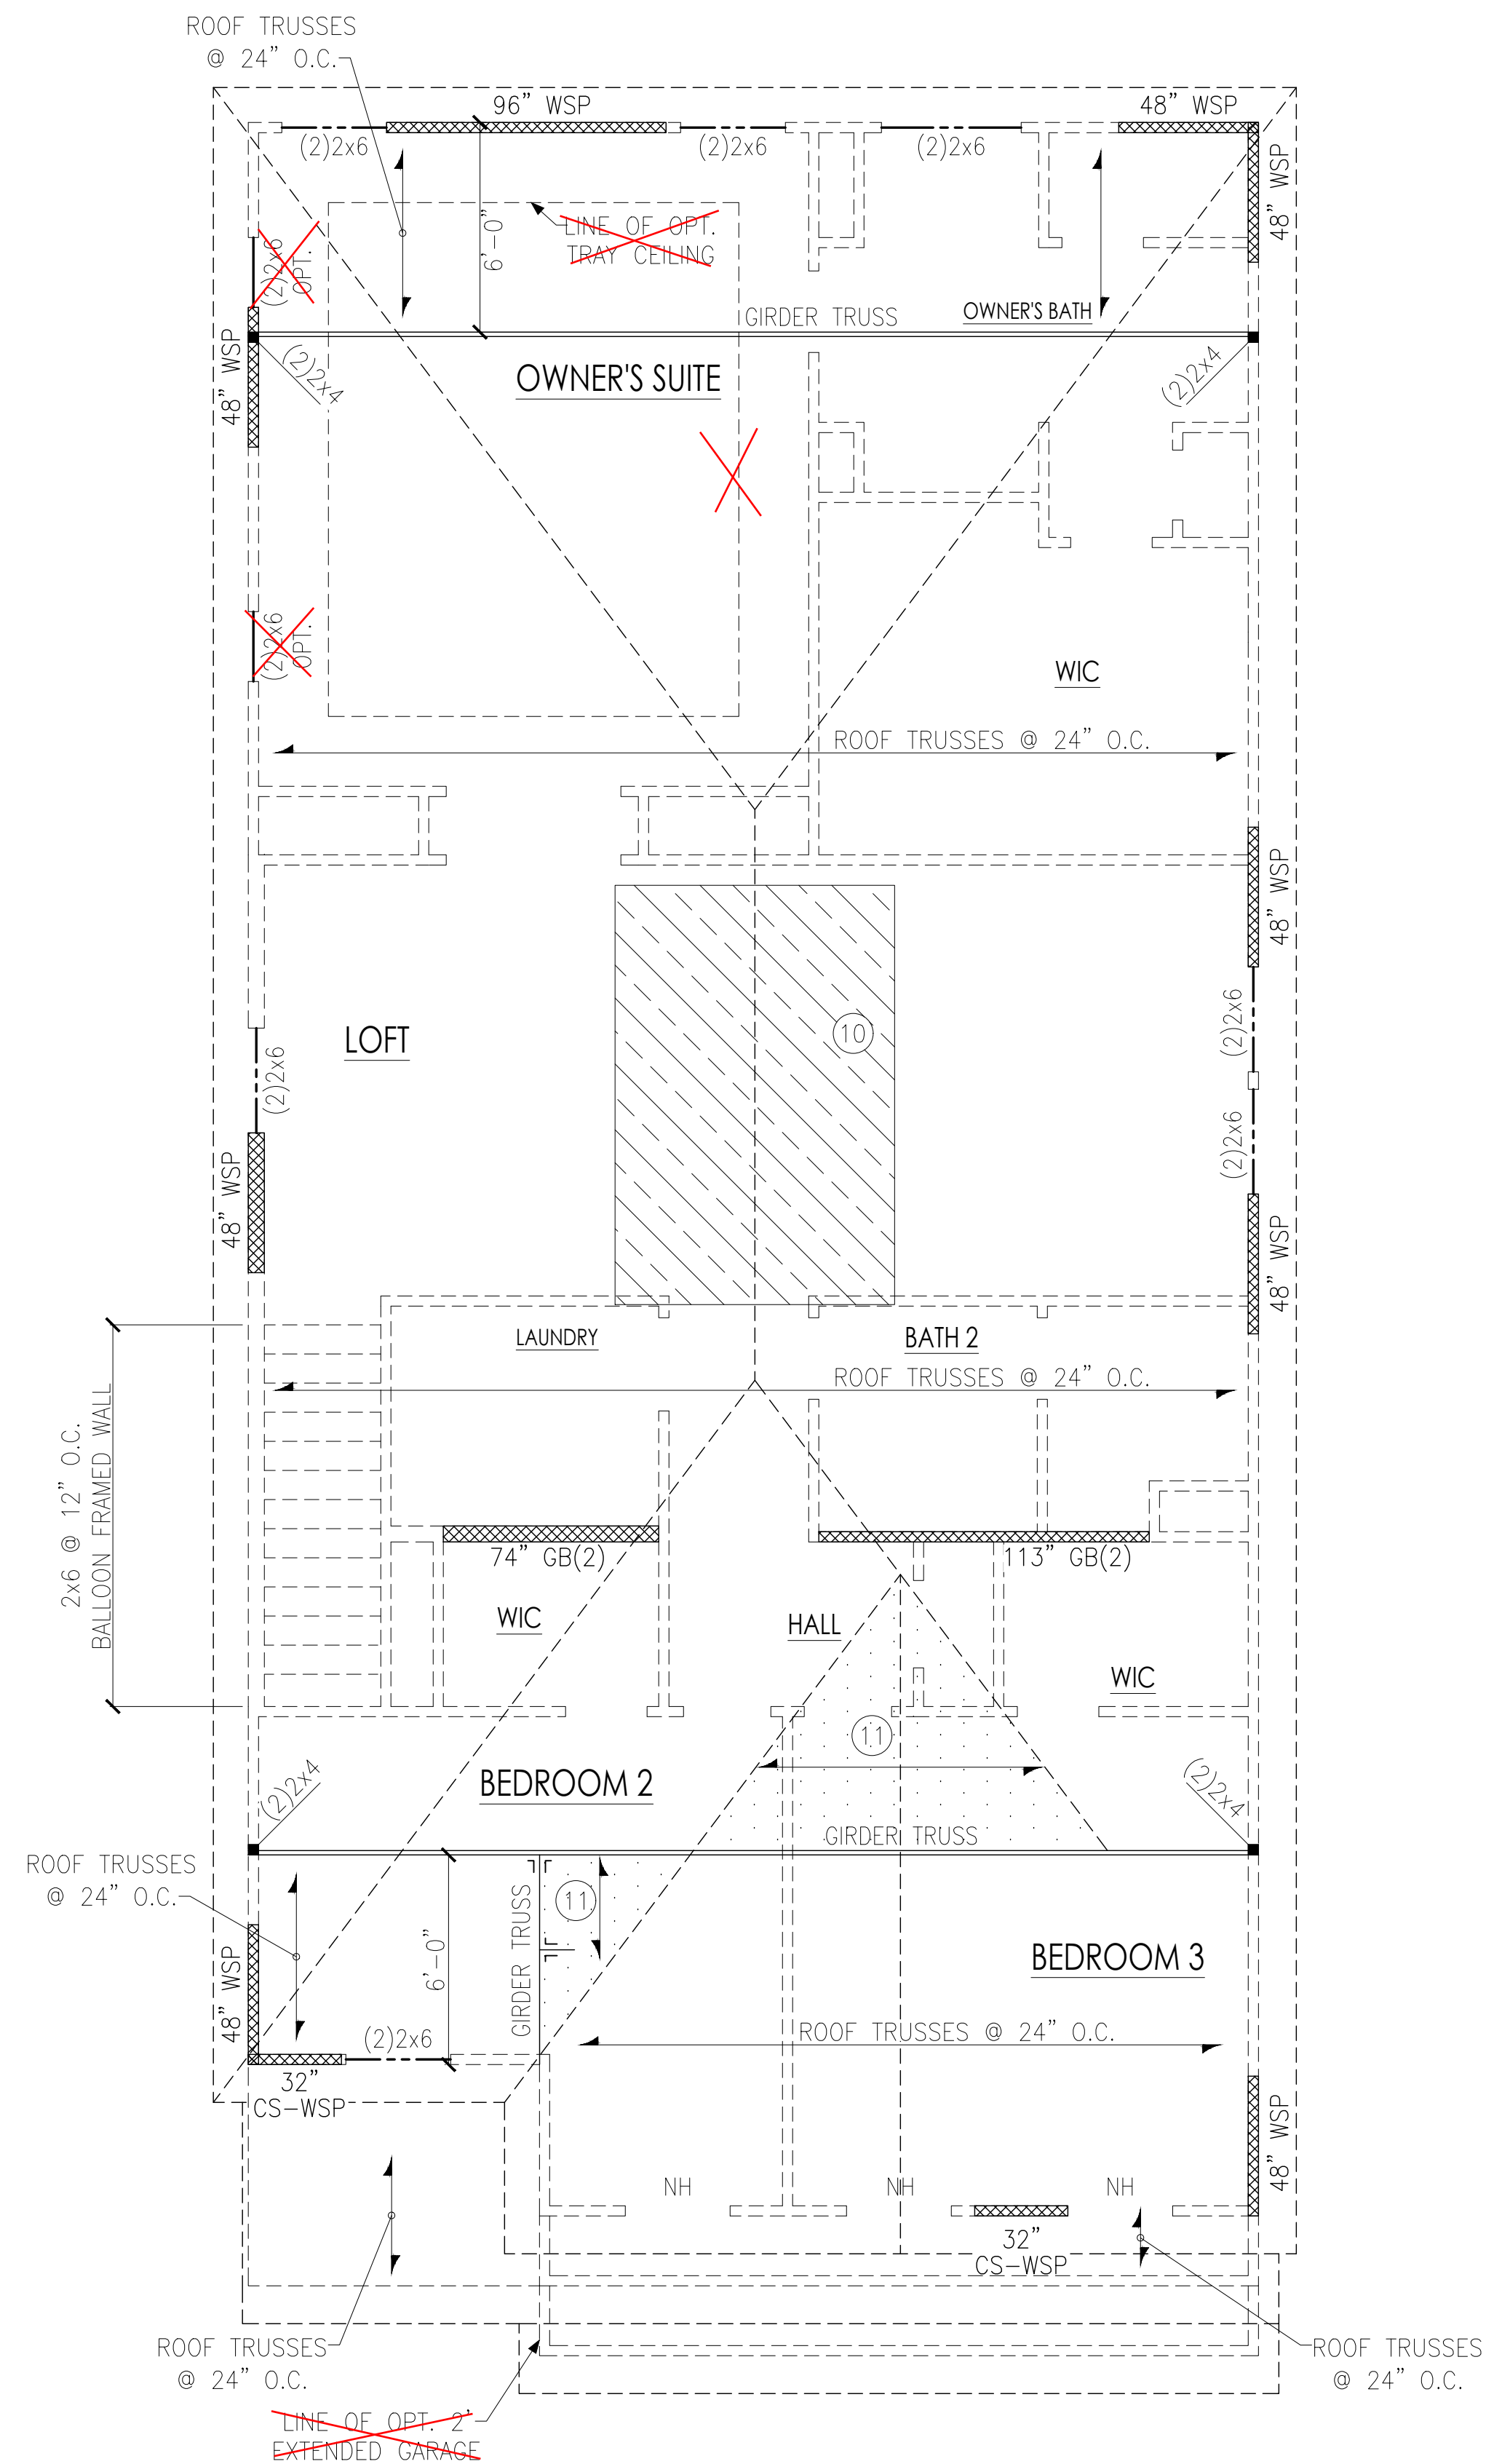 ROOF TRUSSES
@ 24" O.C.
96" WSP
48" WSP
(2)2x6
(2)2x6
(2)2x6
48" WSP
LINE OF OPT.
TRAY CEILING
6'-0"
(2)2x6
OPT.
GIRDER TRUSS
OWNER'S BATH
48" WSP
(2)2x4
OWNER'S SUITE
(2)2x4
(2)2x6
OPT.
WIC
ROOF TRUSSES @ 24" O.C.
48" WSP
LOFT
10
(2)2x6
(2)2x6
(2)2x6
48" WSP
48" WSP
LAUNDRY
BATH 2
ROOF TRUSSES @ 24" O.C.
2x6 @ 12" O.C.
BALLOON FRAMED WALL
74" GB(2)
113" GB(2)
WIC
HALL
WIC
11
(2)2x4
BEDROOM 2
(2)2x4
GIRDER TRUSS
ROOF TRUSSES
@ 24" O.C.
11
GIRDER TRUSS
6'-0"
BEDROOM 3
48" WSP
(2)2x6
ROOF TRUSSES @ 24" O.C.
32"
CS-WSP
48" WSP
NH
NH
NH
32"
CS-WSP
ROOF TRUSSES
@ 24" O.C.
ROOF TRUSSES
@ 24" O.C.
LINE OF OPT. 2'
EXTENDED GARAGE